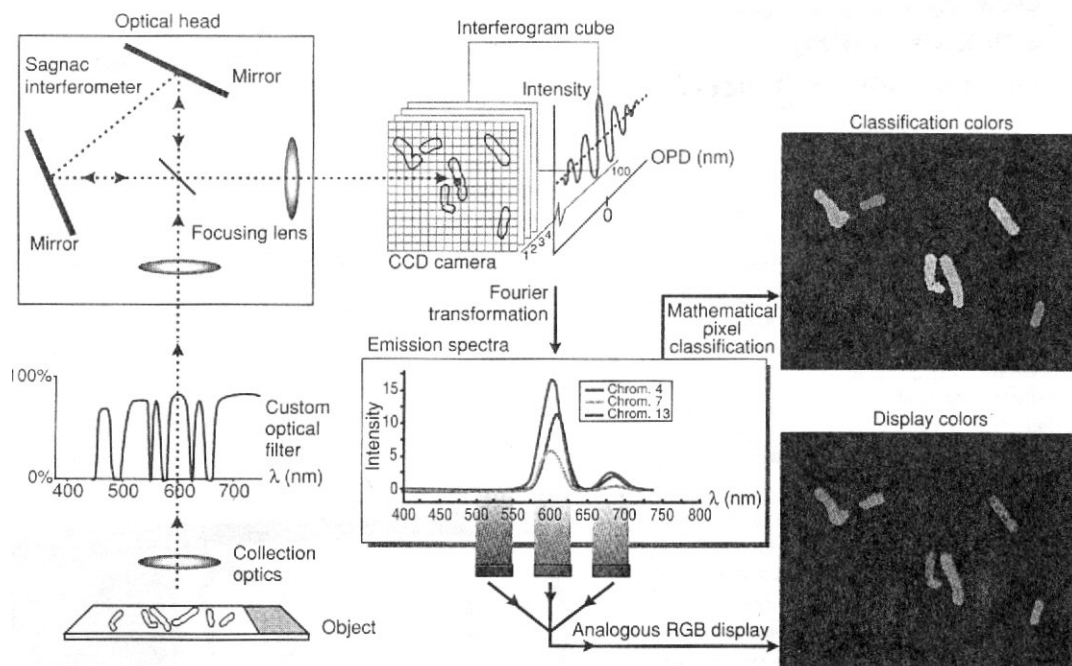 Optical head
Sagnac
interferometer
Mirror
Mirror
Focusing lens
Interferogram cube
Intensity
OPD (nm)
100
0
1 2 3 4
CCD camera
Fourier
transformation
Mathematical
pixel
classification
Classification colors
Emission spectra
15
10
5
0
Intensity
Chrom. 4
Chrom. 7
Chrom. 13
λ (nm)
400 450 500 525 600 650 700 750 800
Display colors
100%
0%
Custom
optical
filter
λ (nm)
400 500 600 700
Collection
optics
Object
Analogous RGB display